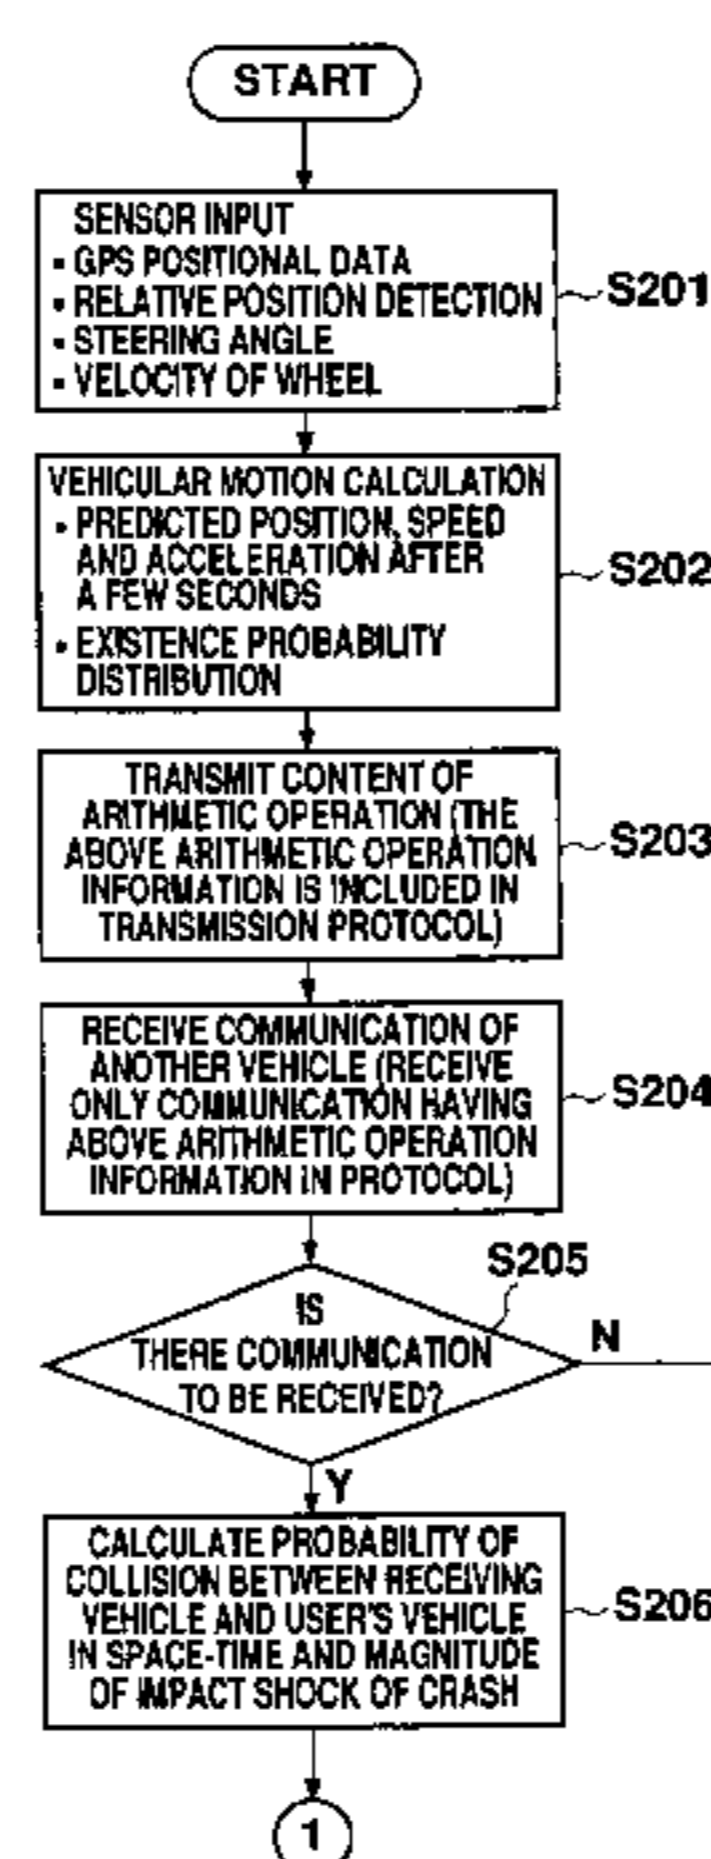 START
SENSOR INPUT
▪ GPS POSITIONAL DATA
▪ RELATIVE POSITION DETECTION
▪ STEERING ANGLE
▪ VELOCITY OF WHEEL
S201
VEHICULAR MOTION CALCULATION
▪ PREDICTED POSITION, SPEED
AND ACCELERATION AFTER
A FEW SECONDS
▪ EXISTENCE PROBABILITY
DISTRIBUTION
S202
TRANSMIT CONTENT OF
ARITHMETIC OPERATION (THE
ABOVE ARITHMETIC OPERATION
INFORMATION IS INCLUDED IN
TRANSMISSION PROTOCOL)
S203
RECEIVE COMMUNICATION OF
ANOTHER VEHICLE (RECEIVE
ONLY COMMUNICATION HAVING
ABOVE ARITHMETIC OPERATION
INFORMATION IN PROTOCOL)
S204
S205
IS
THERE COMMUNICATION
TO BE RECEIVED?
N
Y
CALCULATE PROBABILITY OF
COLLISION BETWEEN RECEIVING
VEHICLE AND USER'S VEHICLE
IN SPACE-TIME AND MAGNITUDE
OF IMPACT SHOCK OF CRASH
S206
1